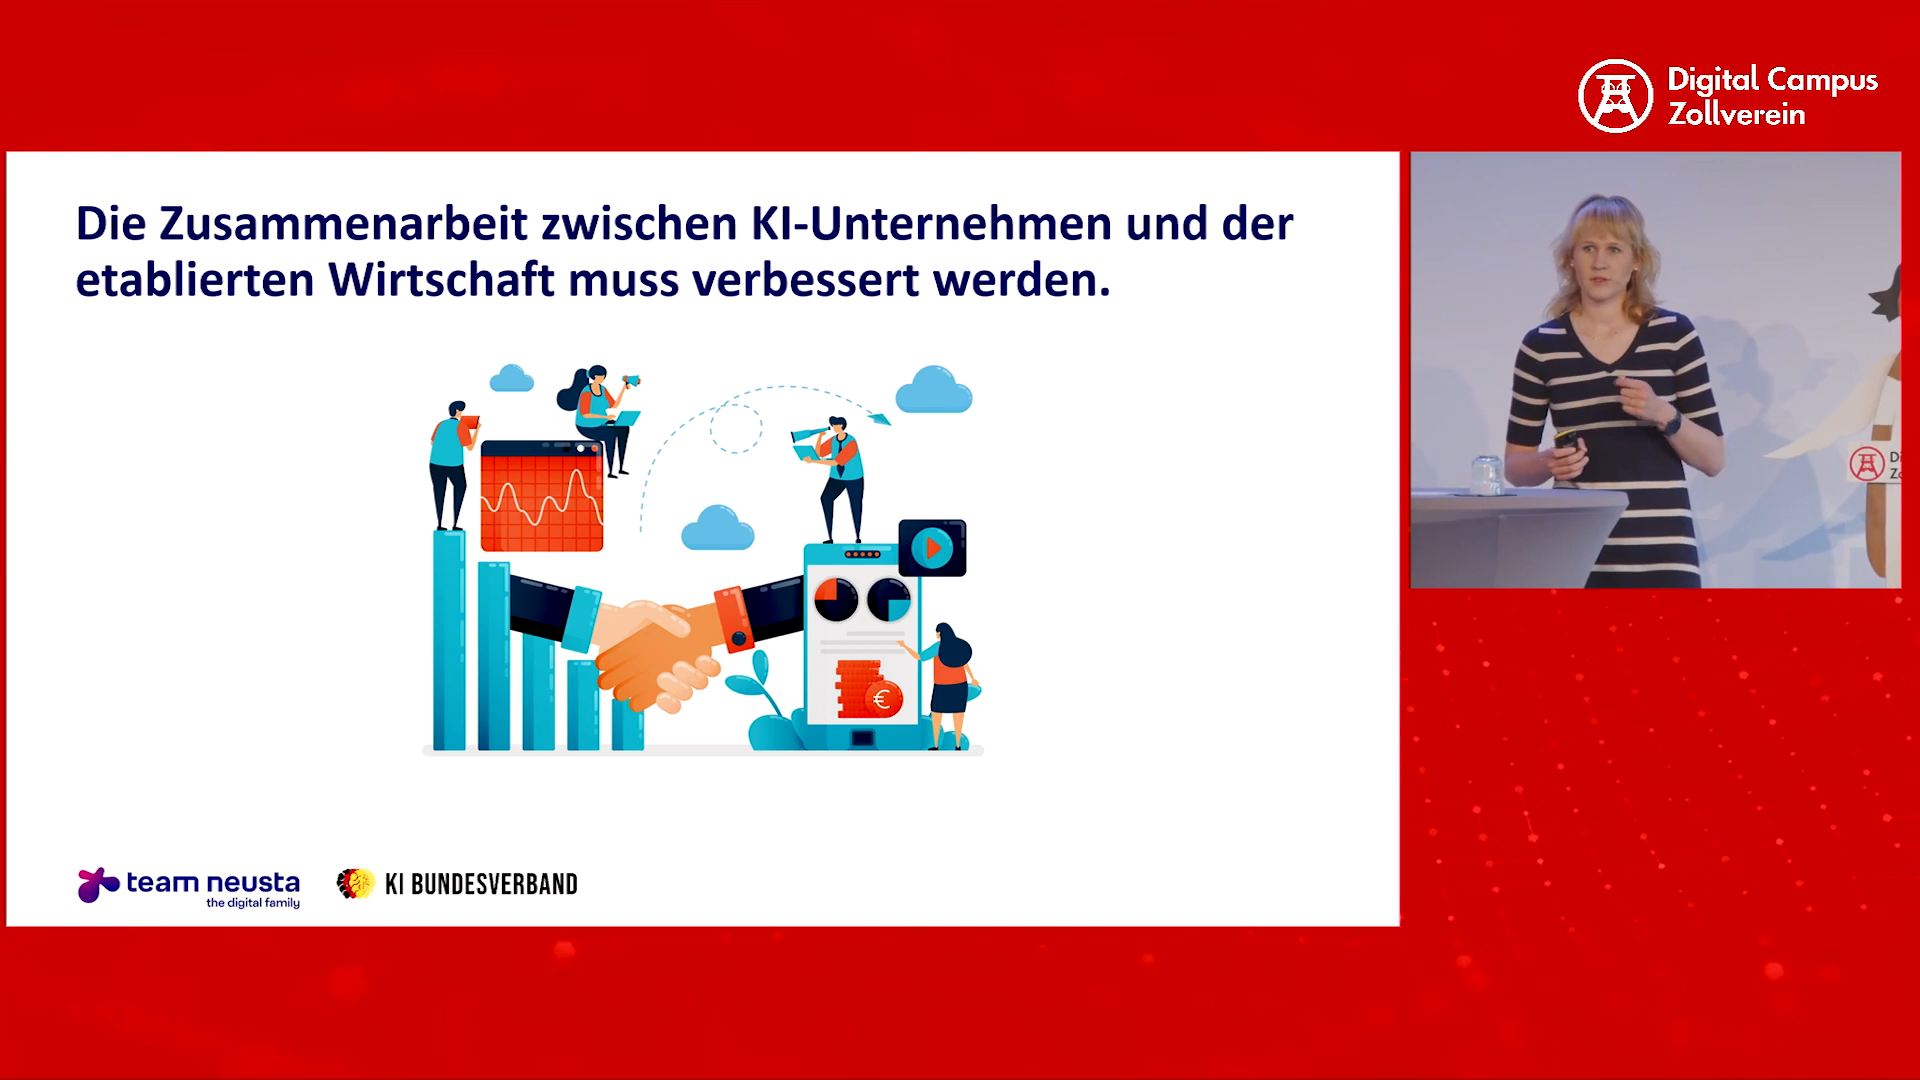 Digital Campus
Zollverein
Die Zusammenarbeit zwischen KI-Unternehmen und der
etablierten Wirtschaft muss verbessert werden.
€
team neusta
the digital family
KI BUNDESVERBAND